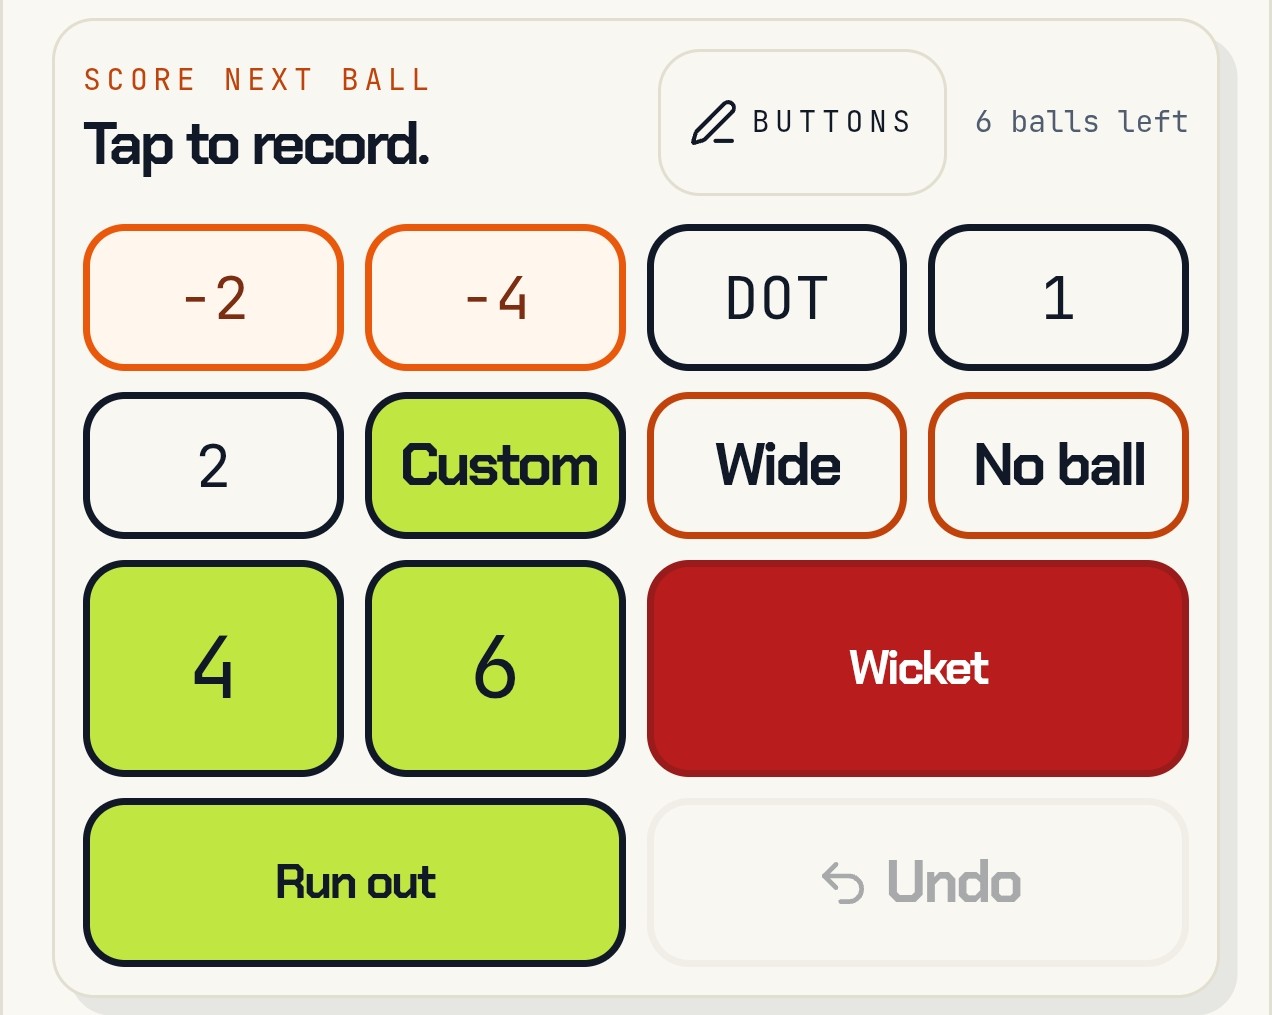 SCORE NEXT BALL
Tap to record.
BUTTONS
6 balls left
-2
-4
DOT
1
2
Custom
Wide
No ball
4
6
Wicket
Run out
Undo